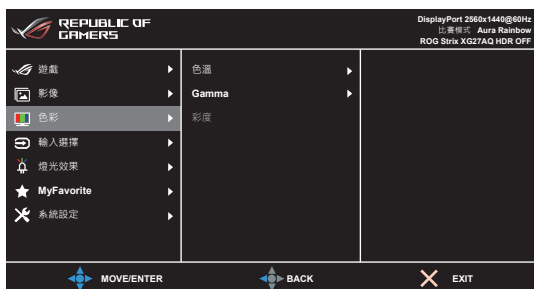 REPUBLIC OF
GAMERS
DisplayPort 2560x1440@60Hz
比賽模式 Aura Rainbow
ROG Strix XG27AQ HDR OFF
遊戲
影像
色彩
輸入選擇
燈光效果
MyFavorite
系統設定
色溫
Gamma
彩度
MOVE/ENTER
BACK
EXIT